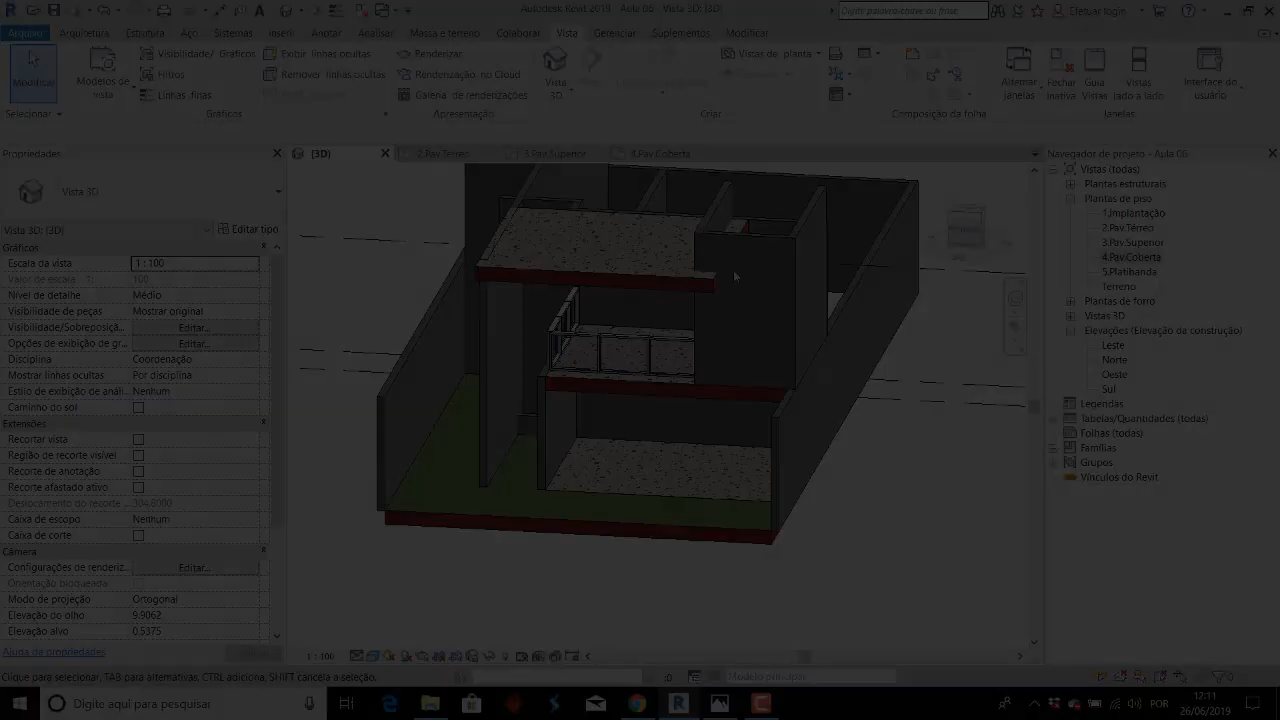 Autodesk Revit 2019 - Aula 06 - Vista 3D: {3D}
Digite palavra-chave ou frase
Efetuar login
Arquivo Arquitetura Estrutura Aço Sistemas Inserir Anotar Analisar Massa e terreno Colaborar Vista Gerenciar Suplementos Modificar
Modificar
Modelos de vista
Visibilidade/ Gráficos
Filtros
Linhas finas
Exibir linhas ocultas
Remover linhas ocultas
Renderizar
Renderização no Cloud
Galeria de renderizações
Vista 3D
Vistas de planta
Alternar janelas
Fechar Inativa
Guia Vistas
Vistas lado a lado
Interface do usuário
Selecionar
Gráficos
Apresentação
Criar
Composição da folha
Janelas
Propriedades
{3D}
2.Pav.Térreo
3.Pav.Superior
4.Pav.Coberta
Navegador de projeto - Aula 06
Vista 3D
Vista 3D: {3D}
Editar tipo
Gráficos
Escala da vista 1 : 100
Valor de escala 1: 100
Nível de detalhe Médio
Visibilidade de peças Mostrar original
Visibilidade/Sobreposiçã... Editar...
Opções de exibição de gr... Editar...
Disciplina Coordenação
Mostrar linhas ocultas Por disciplina
Estilo de exibição de análi... Nenhum
Caminho do sol
Extensões
Recortar vista
Região de recorte visível
Recorte de anotação
Recorte afastado ativo
Deslocamento do recorte ... 304.8000
Caixa de escopo Nenhum
Caixa de corte
Câmera
Configurações de renderiz... Editar...
Orientação bloqueada
Modo de projeção Ortogonal
Elevação do olho 9.9062
Elevação alvo 0.5375
Ajuda de propriedades
Vistas (todas)
Plantas estruturais
Plantas de piso
1.Implantação
2.Pav.Térreo
3.Pav.Superior
4.Pav.Coberta
5.Platibanda
Terreno
Plantas de forro
Vistas 3D
Elevações (Elevação da construção)
Leste
Norte
Oeste
Sul
Legendas
Tabelas/Quantidades (todas)
Folhas (todas)
Famílias
Grupos
Vínculos do Revit
1 : 100
Clique para selecionar, TAB para alternativas. CTRL adiciona, SHIFT cancela a seleção.
:0
Modelo principal
:0
Digite aqui para pesquisar
POR
12:11
26/06/2019